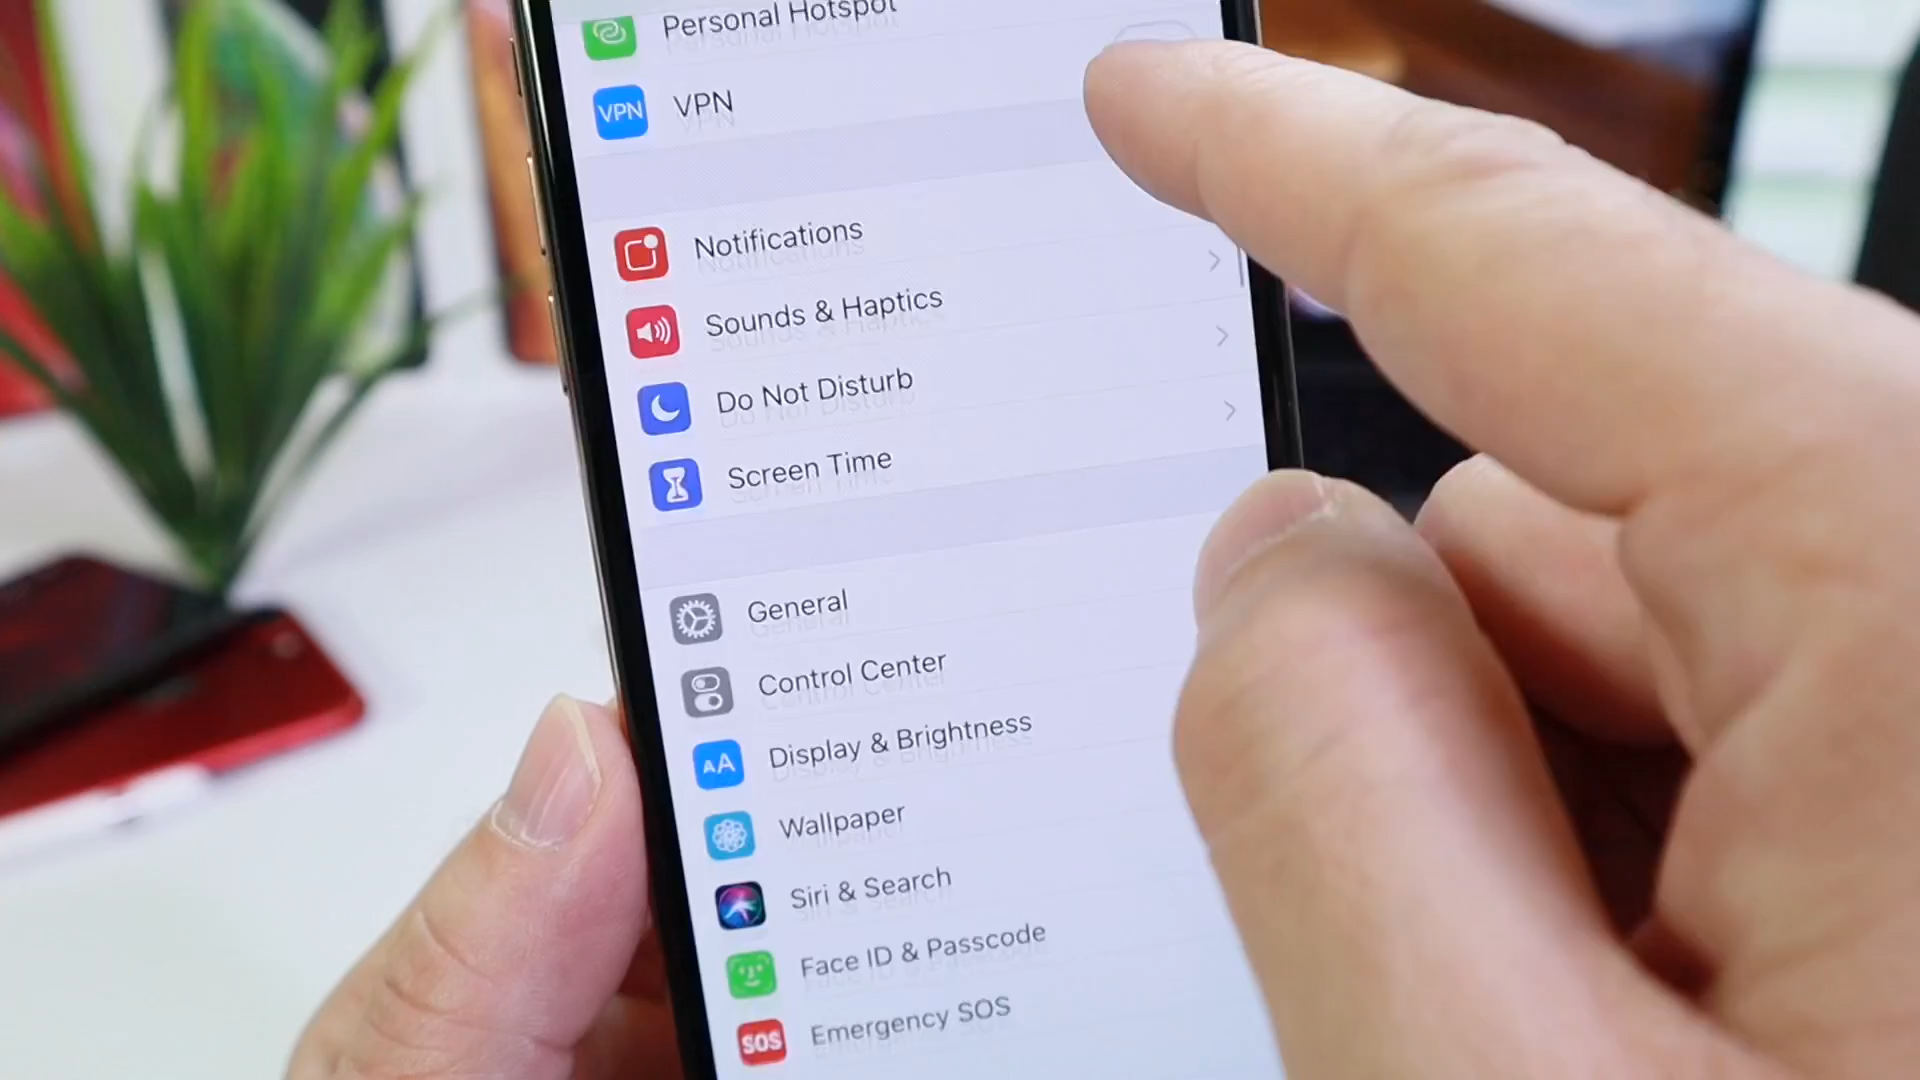 Personal Hotspot
VPN VPN
Notifications
Sounds & Haptics
Do Not Disturb
Screen Time
General
Control Center
AA Display & Brightness
Wallpaper
Siri & Search
Face ID & Passcode
SOS Emergency SOS